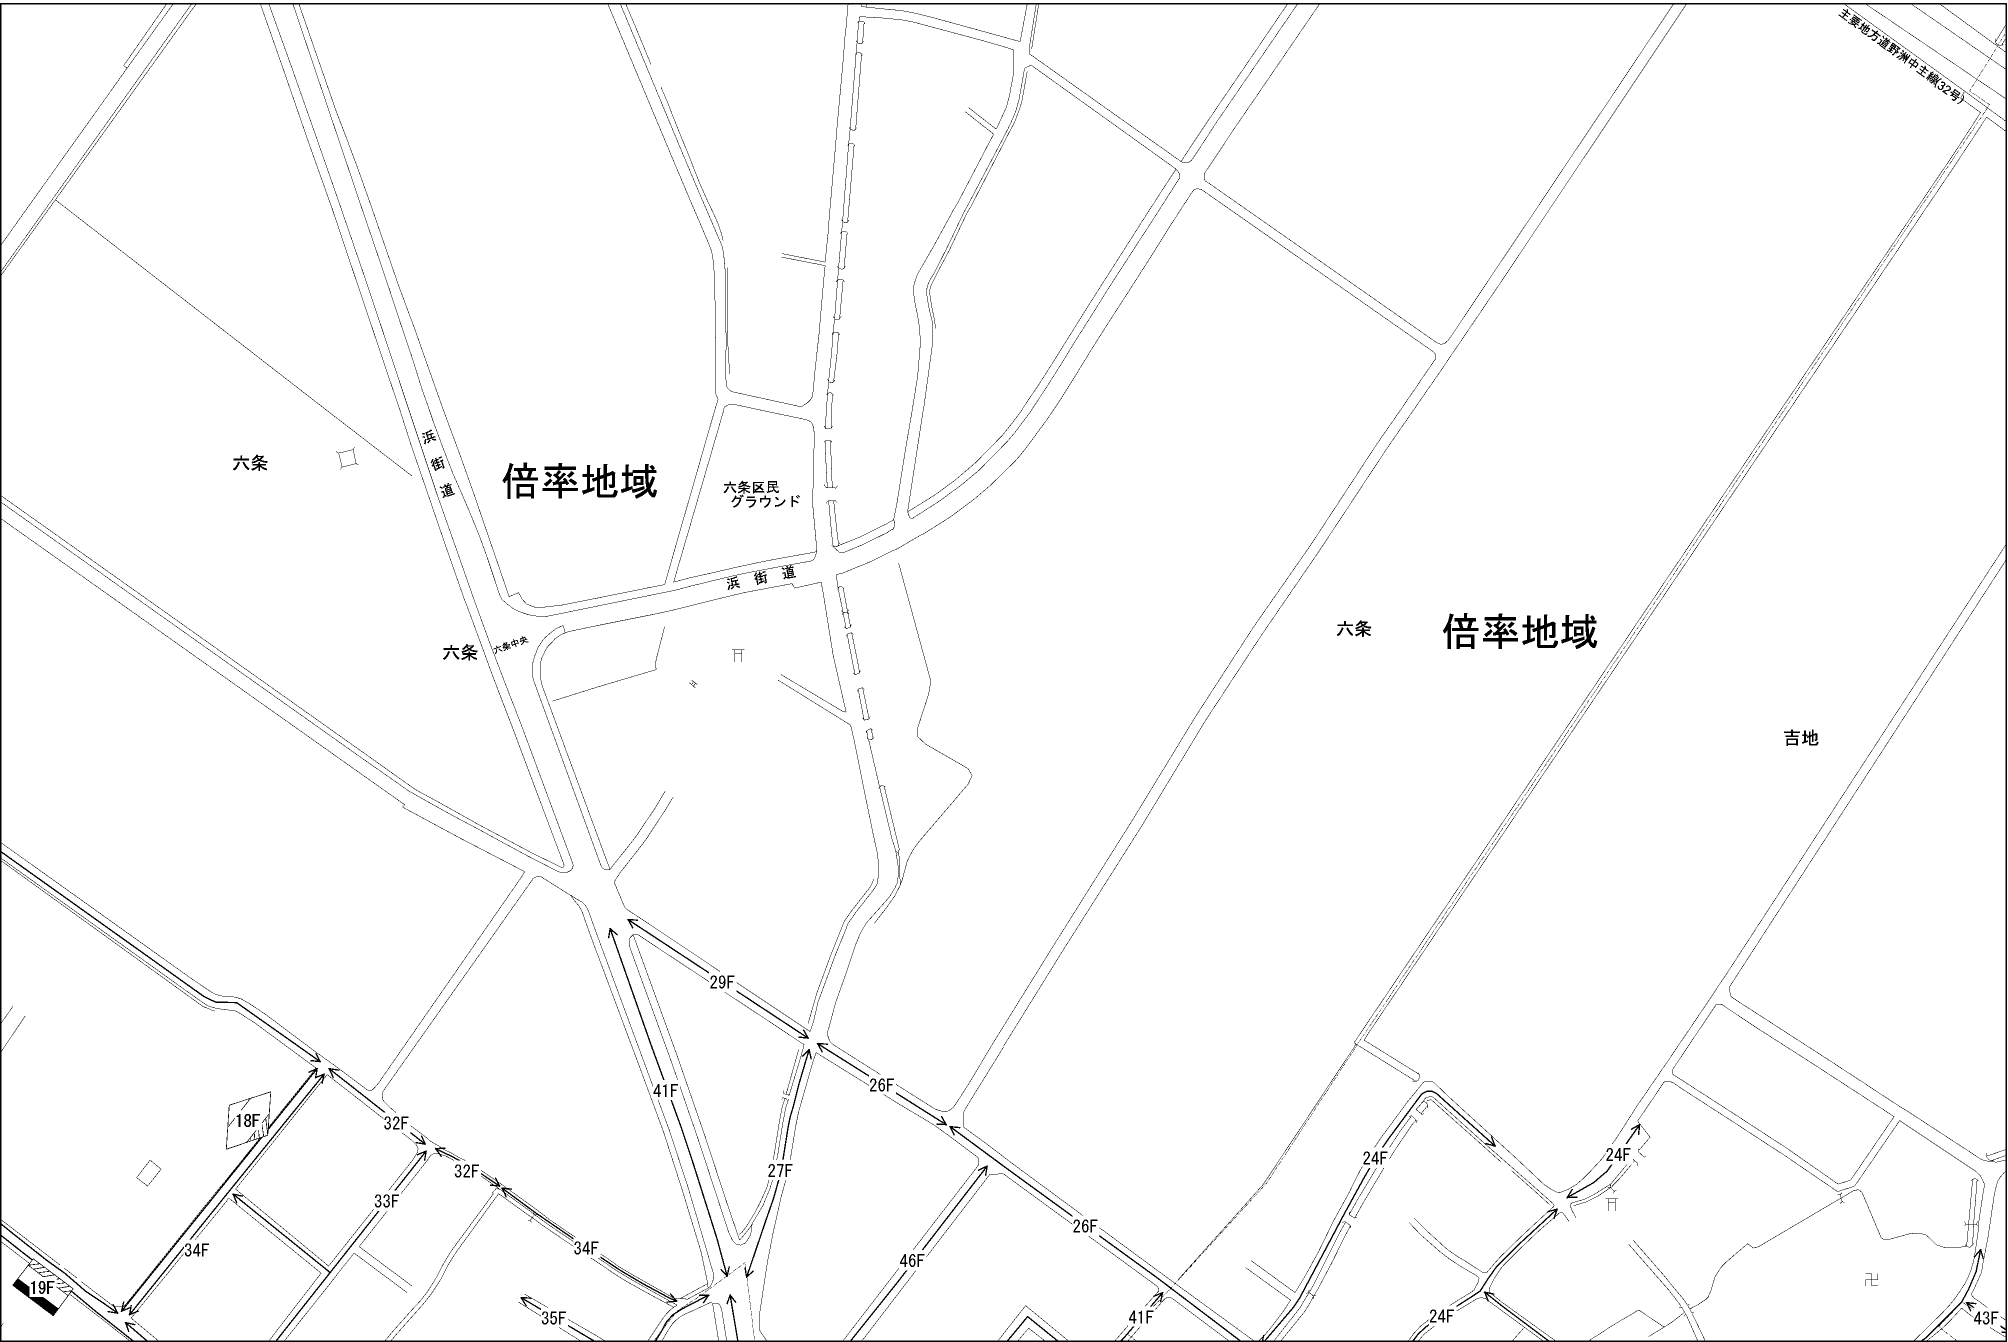 主要地方道野洲中主線(32号)
浜街道
六条
倍率地域
六条区民
グラウンド
浜街道
六条
六条中央
六条
倍率地域
吉地
29F
26F
41F
18F
32F
27F
32F
24F
24F
33F
26F
34F
34F
46F
19F
35F
41F
24F
43F